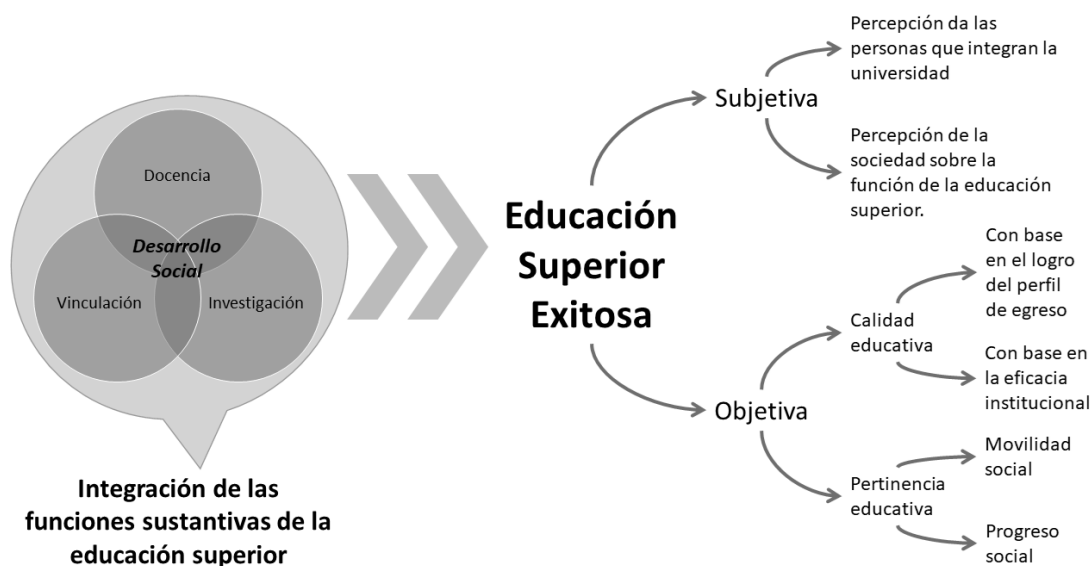 Docencia
Desarrollo
Social
Vinculación
Investigación
Integración de las
funciones sustantivas de la
educación superior
Educación
Superior
Exitosa
Subjetiva
Percepción da las
personas que integran la
universidad
Percepción de la
sociedad sobre la
función de la educación
superior.
Objetiva
Calidad
educativa
Con base
en el logro
del perfil
de egreso
Con base en
la eficacia
institucional
Pertinencia
educativa
Movilidad
social
Progreso
social